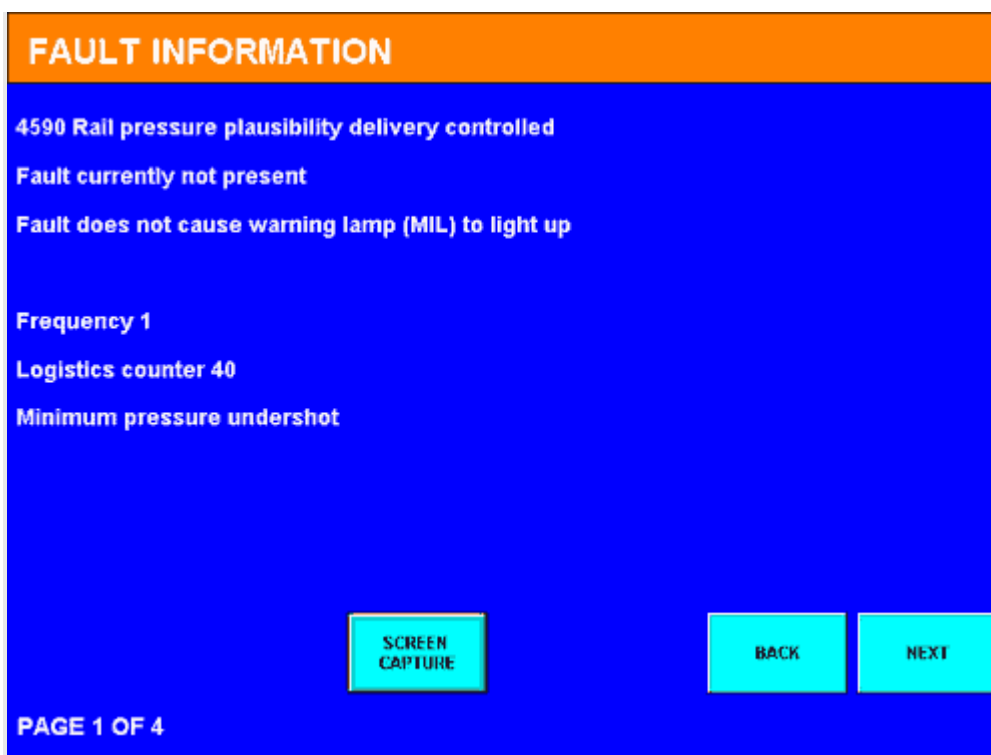 FAULT INFORMATION
4590 Rail pressure plausibility delivery controlled
Fault currently not present
Fault does not cause warning lamp (MIL) to light up
Frequency 1
Logistics counter 40
Minimum pressure undershot
SCREEN
CAPTURE
BACK
NEXT
PAGE 1 OF 4